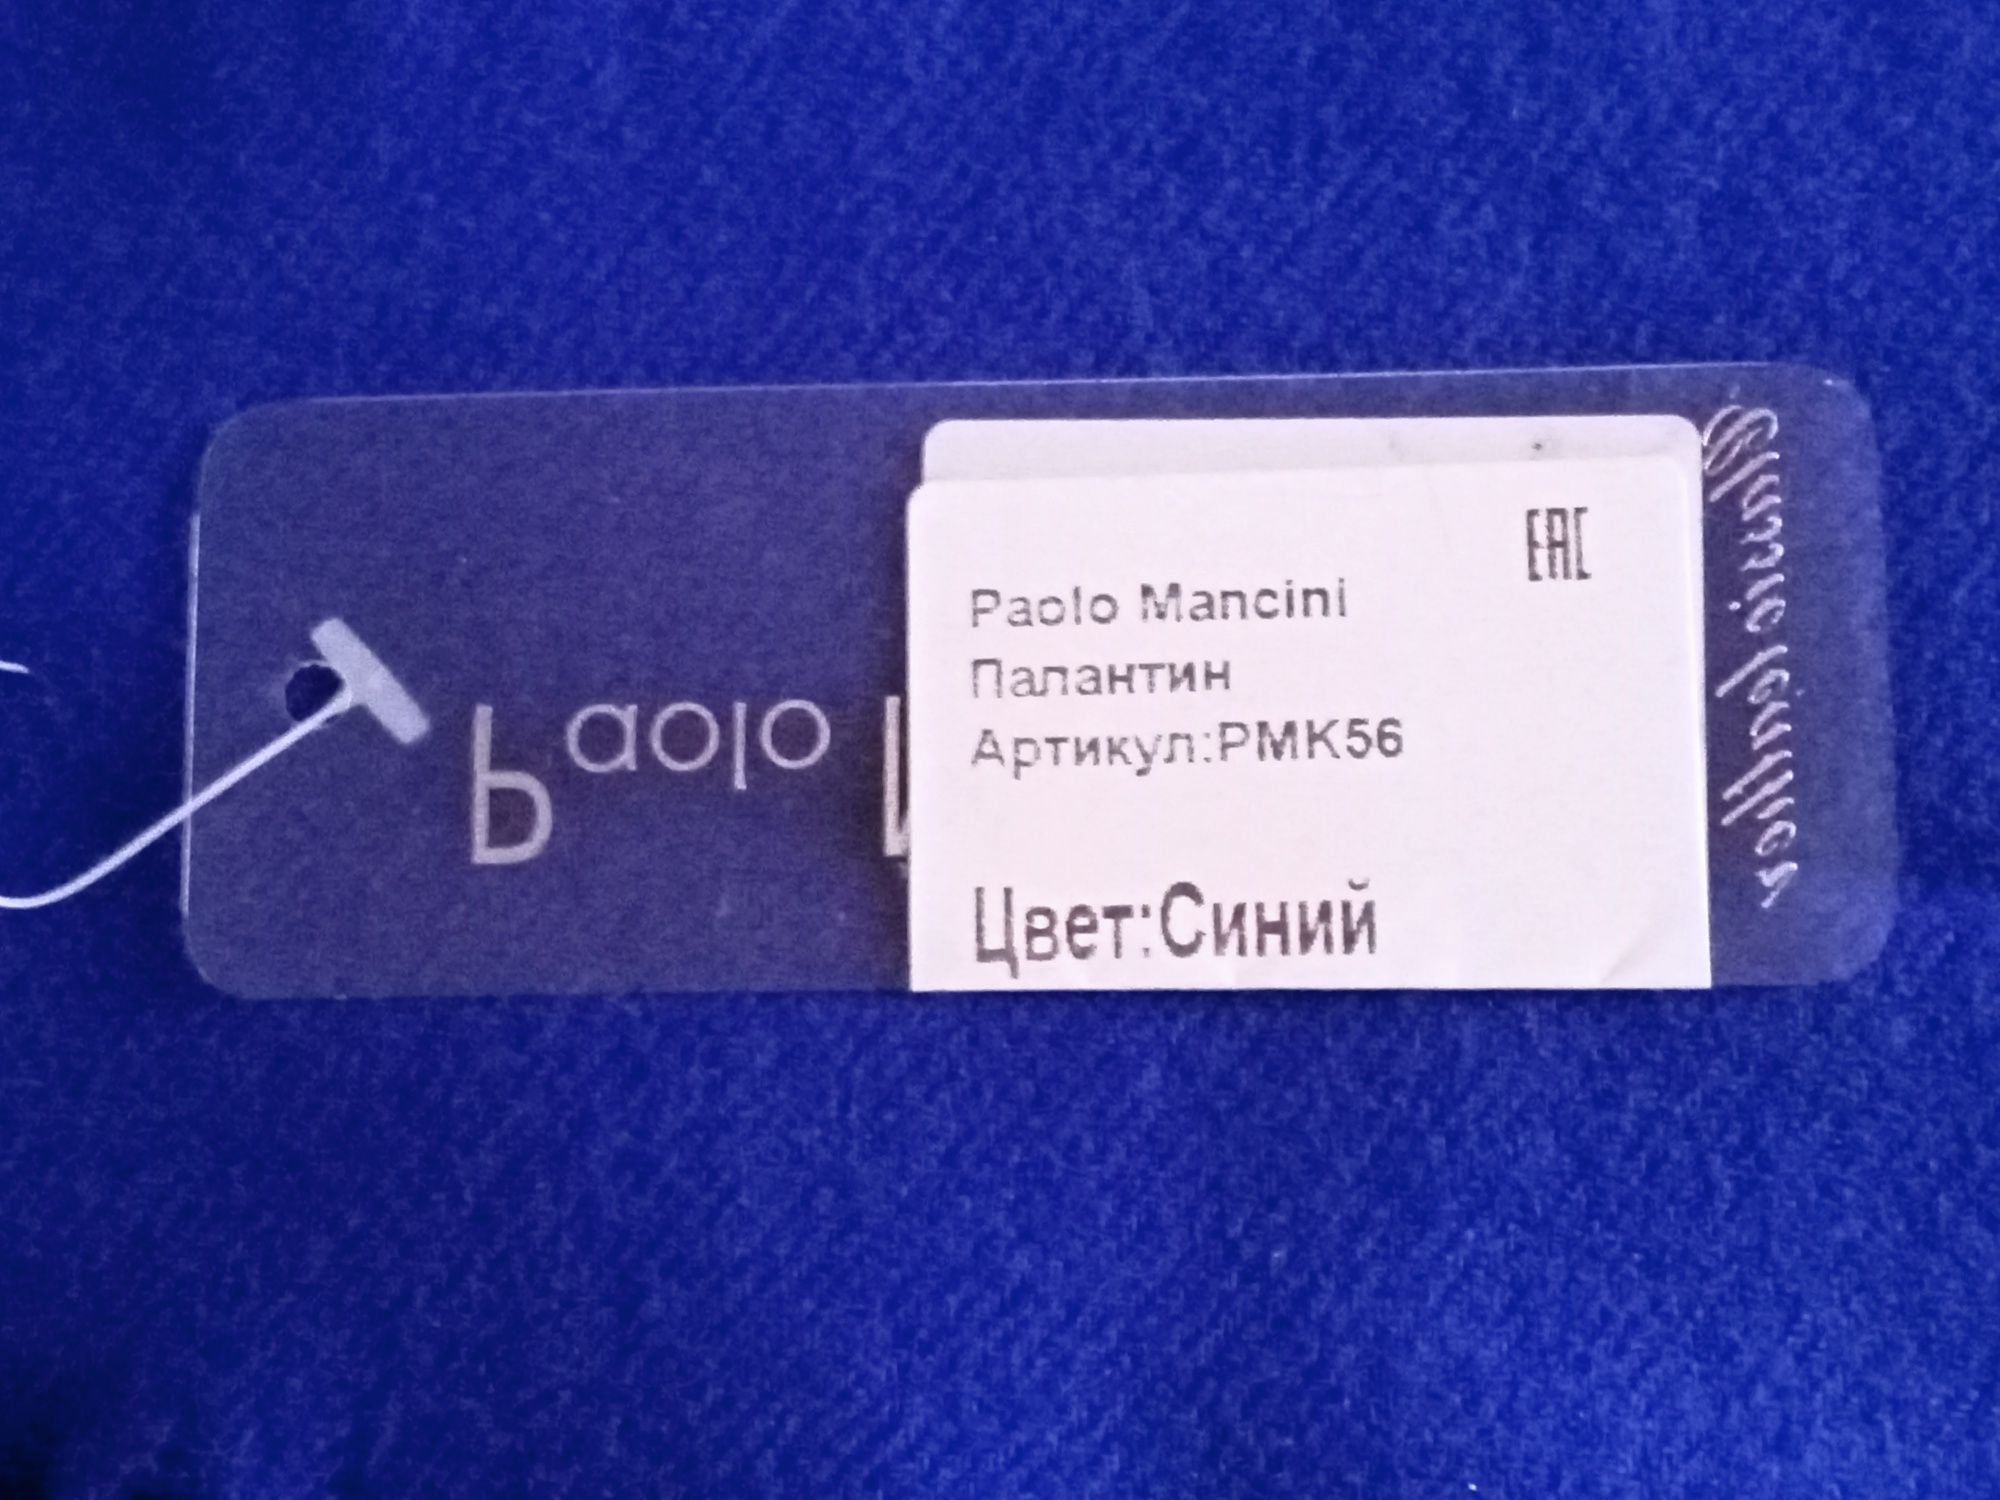 Paolo
EAC
Paolo Mancini
Палантин
Артикул:PMK56
Цвет:Синий